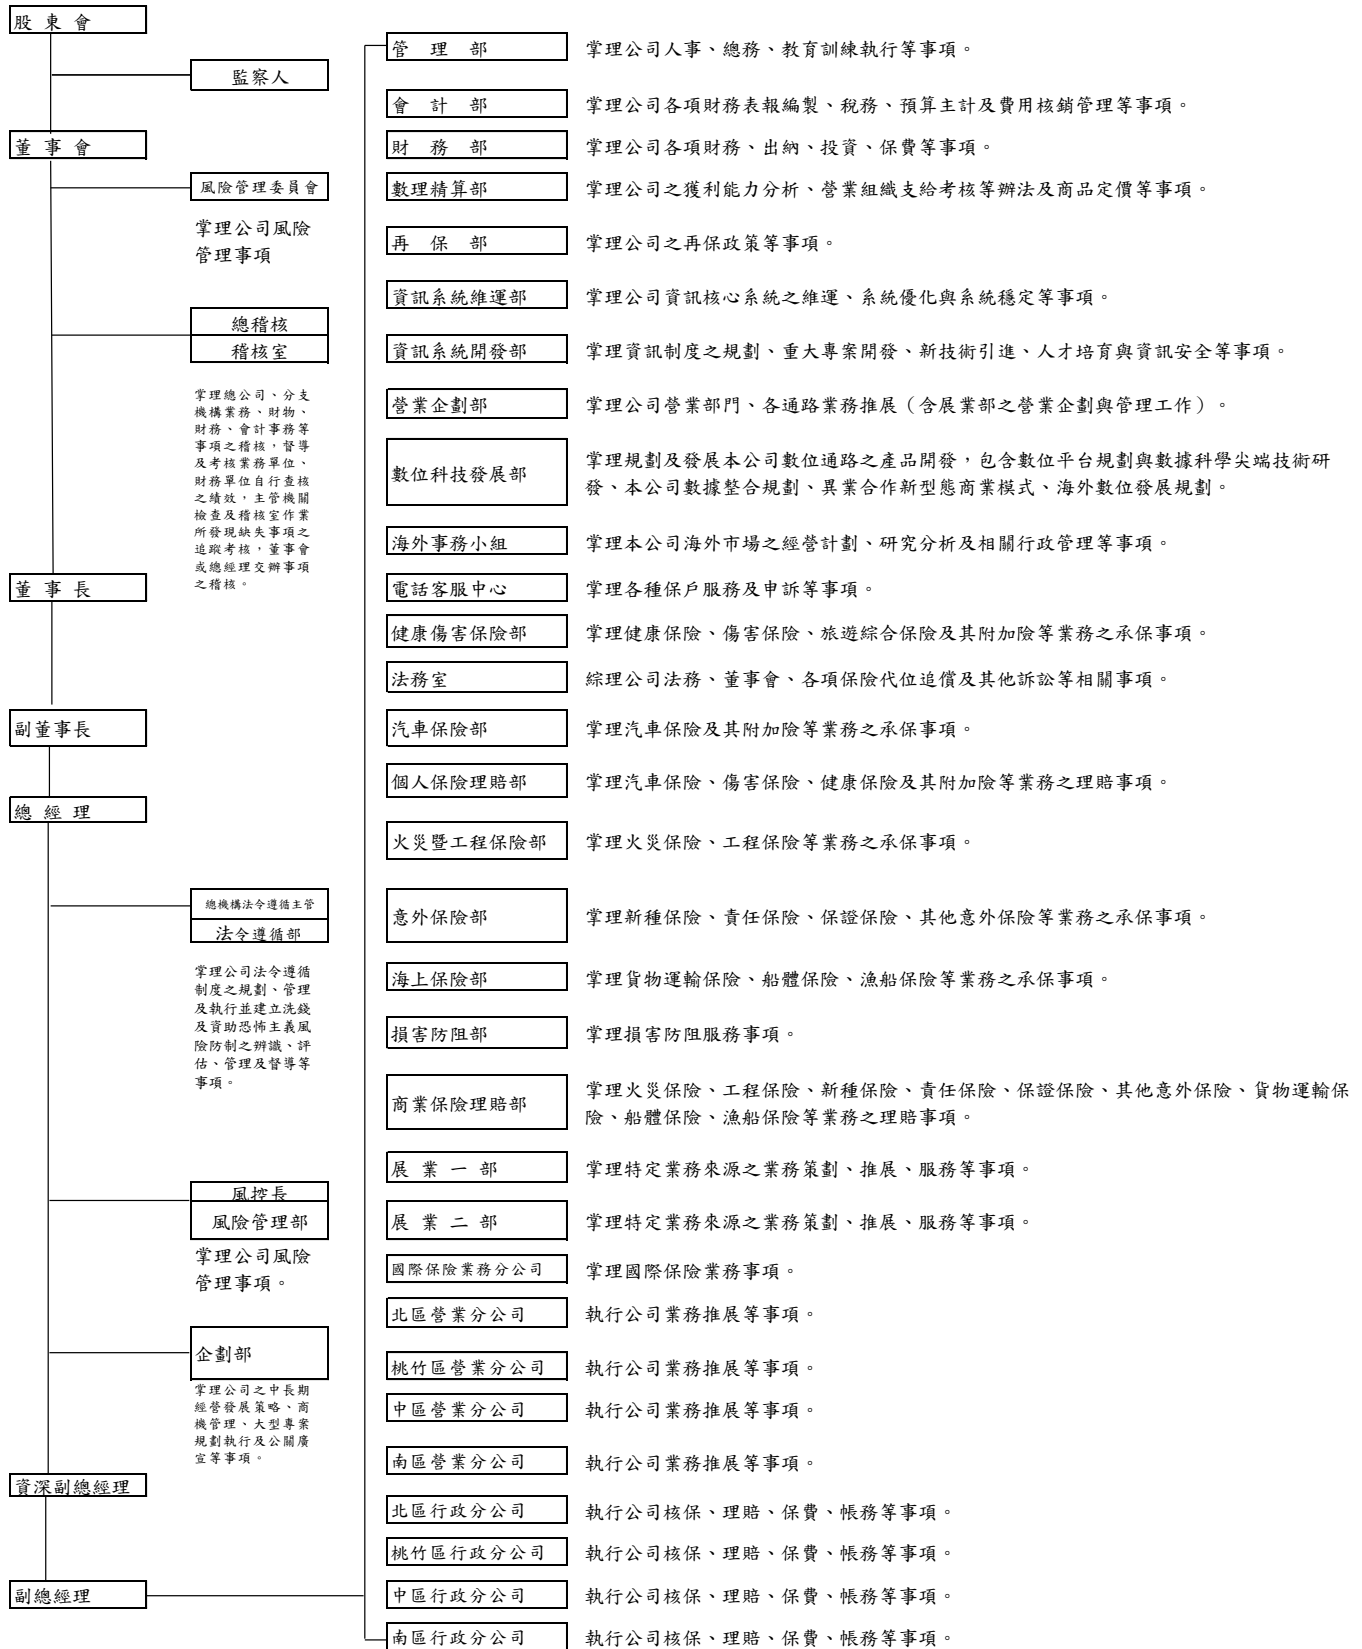 股 東 會
監察人
董 事 會
風險管理委員會
掌理公司風險
管理事項
總稽核
稽核室
掌理總公司、分支
機構業務、財物、
財務、會計事務等
事項之稽核，督導
及考核業務單位、
財務單位自行查核
之績效，主管機關
檢查及稽核室作業
所發現缺失事項之
追蹤考核，董事會
或總經理交辦事項
之稽核。
董 事 長
副董事長
總 經 理
總機構法令遵循主管
法令遵循部
掌理公司法令遵循
制度之規劃、管理
及執行並建立洗錢
及資助恐怖主義風
險防制之辨識、評
估、管理及督導等
事項。
風控長
風險管理部
掌理公司風險
管理事項。
企劃部
掌理公司之中長期
經營發展策略、商
機管理、大型專案
規劃執行及公關廣
宣等事項。
資深副總經理
副總經理
管 理 部 掌理公司人事、總務、教育訓練執行等事項。
會 計 部 掌理公司各項財務表報編製、稅務、預算主計及費用核銷管理等事項。
財 務 部 掌理公司各項財務、出納、投資、保費等事項。
數理精算部 掌理公司之獲利能力分析、營業組織支給考核等辦法及商品定價等事項。
再 保 部 掌理公司之再保政策等事項。
資訊系統維運部 掌理公司資訊核心系統之維運、系統優化與系統穩定等事項。
資訊系統開發部 掌理資訊制度之規劃、重大專案開發、新技術引進、人才培育與資訊安全等事項。
營業企劃部 掌理公司營業部門、各通路業務推展（含展業部之營業企劃與管理工作）。
數位科技發展部 掌理規劃及發展本公司數位通路之產品開發，包含數位平台規劃與數據科學尖端技術研
發、本公司數據整合規劃、異業合作新型態商業模式、海外數位發展規劃。
海外事務小組 掌理本公司海外市場之經營計劃、研究分析及相關行政管理等事項。
電話客服中心 掌理各種保戶服務及申訴等事項。
健康傷害保險部 掌理健康保險、傷害保險、旅遊綜合保險及其附加險等業務之承保事項。
法務室 綜理公司法務、董事會、各項保險代位追償及其他訴訟等相關事項。
汽車保險部 掌理汽車保險及其附加險等業務之承保事項。
個人保險理賠部 掌理汽車保險、傷害保險、健康保險及其附加險等業務之理賠事項。
火災暨工程保險部 掌理火災保險、工程保險等業務之承保事項。
意外保險部 掌理新種保險、責任保險、保證保險、其他意外保險等業務之承保事項。
海上保險部 掌理貨物運輸保險、船體保險、漁船保險等業務之承保事項。
損害防阻部 掌理損害防阻服務事項。
商業保險理賠部 掌理火災保險、工程保險、新種保險、責任保險、保證保險、其他意外保險、貨物運輸保
險、船體保險、漁船保險等業務之理賠事項。
展 業 一 部 掌理特定業務來源之業務策劃、推展、服務等事項。
展 業 二 部 掌理特定業務來源之業務策劃、推展、服務等事項。
國際保險業務分公司 掌理國際保險業務事項。
北區營業分公司 執行公司業務推展等事項。
桃竹區營業分公司 執行公司業務推展等事項。
中區營業分公司 執行公司業務推展等事項。
南區營業分公司 執行公司業務推展等事項。
北區行政分公司 執行公司核保、理賠、保費、帳務等事項。
桃竹區行政分公司 執行公司核保、理賠、保費、帳務等事項。
中區行政分公司 執行公司核保、理賠、保費、帳務等事項。
南區行政分公司 執行公司核保、理賠、保費、帳務等事項。